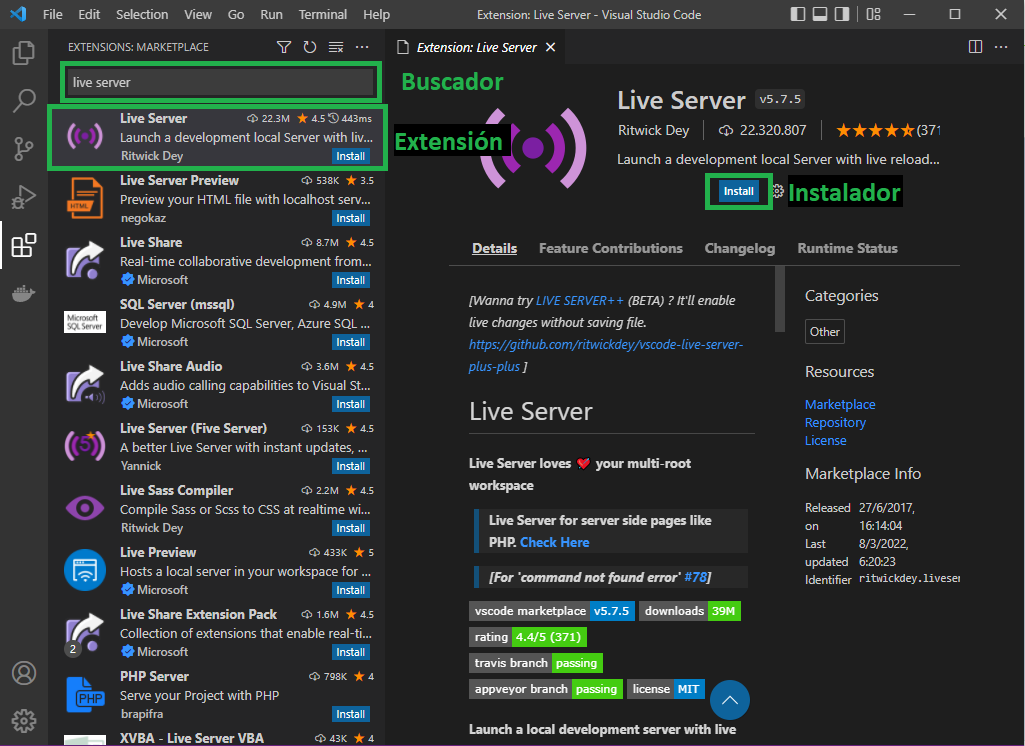 File Edit Selection View Go Run Terminal Help
Extension: Live Server - Visual Studio Code
EXTENSIONS: MARKETPLACE
live server
Live Server 22.3M 4.5 443ms
Launch a development local Server with liv...
Ritwick Dey Install
Live Server Preview 538K 3.5
Preview your HTML file with localhost serv...
negokaz Install
HTML
Live Share 8.7M 4.5
Real-time collaborative development from...
Microsoft Install
SQL Server (mssql) 4.9M 4
Develop Microsoft SQL Server, Azure SQL ...
Microsoft Install
Microsoft
SQL Server
Live Share Audio 3.6M 4.5
Adds audio calling capabilities to Visual St...
Microsoft Install
Live Server (Five Server) 153K 4.5
A better Live Server with instant updates, ...
Yannick Install
5
Live Sass Compiler 2.2M 4.5
Compile Sass or Scss to CSS at realtime wi...
Ritwick Dey Install
Live Preview 433K 5
Hosts a local server in your workspace for ...
Microsoft Install
Live Share Extension Pack 1.6M 4.5
Collection of extensions that enable real-ti...
Microsoft Install
2
PHP Server 798K 4
Serve your Project with PHP
brapifra Install
PHP
XVBA - Live Server VBA 43K 4
Extension: Live Server
Buscador
Extensión
Live Server v5.7.5
Ritwick Dey 22.320.807 (371
Launch a development local Server with live reload...
Install
Instalador
Details Feature Contributions Changelog Runtime Status
[Wanna try LIVE SERVER++ (BETA) ? It'll enable
live changes without saving file.
https://github.com/ritwickdey/vscode-live-server-
plus-plus ]
Live Server
Live Server loves your multi-root
workspace
Live Server for server side pages like
PHP. Check Here
[For 'command not found error' #78]
vscode marketplace v5.7.5 downloads 39M
rating 4.4/5 (371)
travis branch passing
appveyor branch passing license MIT
Launch a local development server with live
Categories
Other
Resources
Marketplace
Repository
License
Marketplace Info
Released 27/6/2017,
on 16:14:04
Last 8/3/2022,
updated 6:20:23
Identifier ritwickdey.liveser